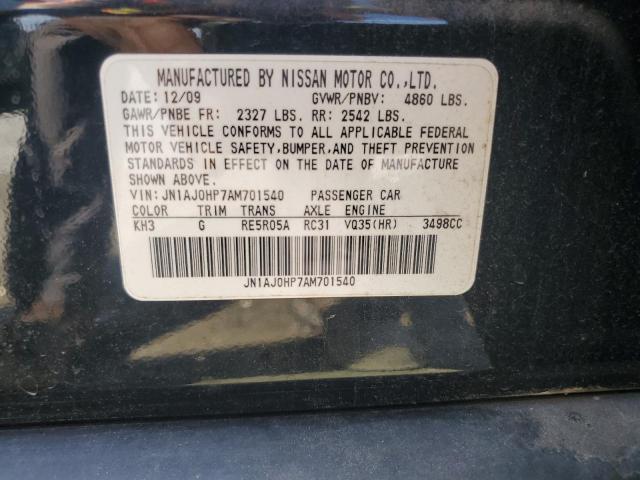 MANUFACTURED BY NISSAN MOTOR CO.,LTD.
DATE: 12/09 GVWR/PNBV: 4860 LBS.
GAWR/PNBE FR: 2327 LBS. RR: 2542 LBS.
THIS VEHICLE CONFORMS TO ALL APPLICABLE FEDERAL
MOTOR VEHICLE SAFETY,BUMPER,AND THEFT PREVENTION
STANDARDS IN EFFECT ON THE DATE OF MANUFACTURE
SHOWN ABOVE.
VIN: JN1AJ0HP7AM701540 PASSENGER CAR
COLOR TRIM TRANS AXLE ENGINE
KH3 G RE5R05A RC31 VQ35(HR) 3498CC
JN1AJ0HP7AM701540